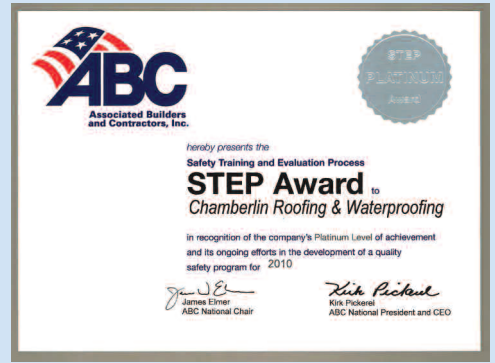 ABC
Associated Builders
and Contractors, Inc.
STEP
PLATINUM
Award
hereby presents the
Safety Training and Evaluation Process
STEP Award to
Chamberlin Roofing & Waterproofing
in recognition of the company's Platinum Level of achievement
and its ongoing efforts in the development of a quality
safety program for 2010
James Elmer
ABC National Chair
Kirk Pickerel
Kirk Pickerel
ABC National President and CEO